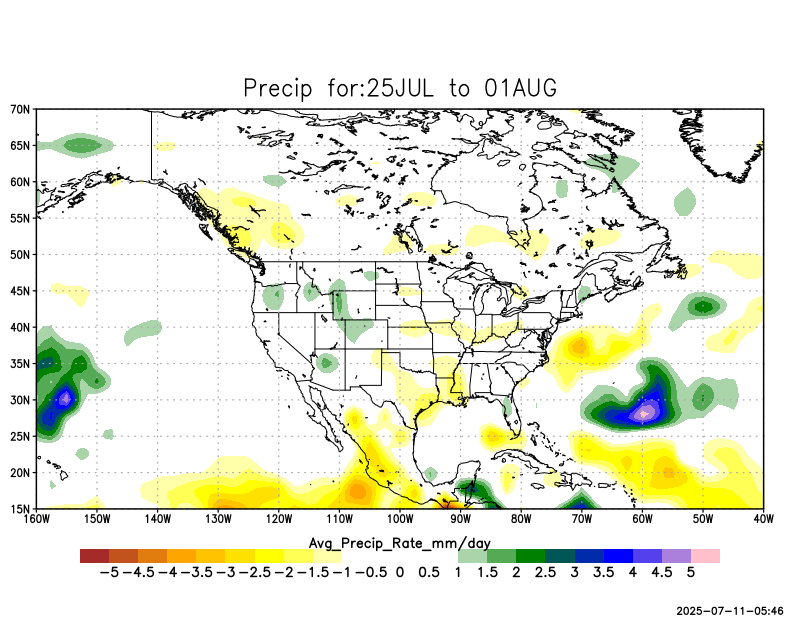 Precip for:25JUL to 01AUG
70N
65N
60N
55N
50N
45N
40N
35N
30N
25N
20N
15N
160W 150W 140W 130W 120W 110W 100W 90W 80W 70W 60W 50W 40W
Avg_Precip_Rate_mm/day
-5 -4.5 -4 -3.5 -3 -2.5 -2 -1.5 -1 -0.5 0 0.5 1 1.5 2 2.5 3 3.5 4 4.5 5
2025-07-11-05:46